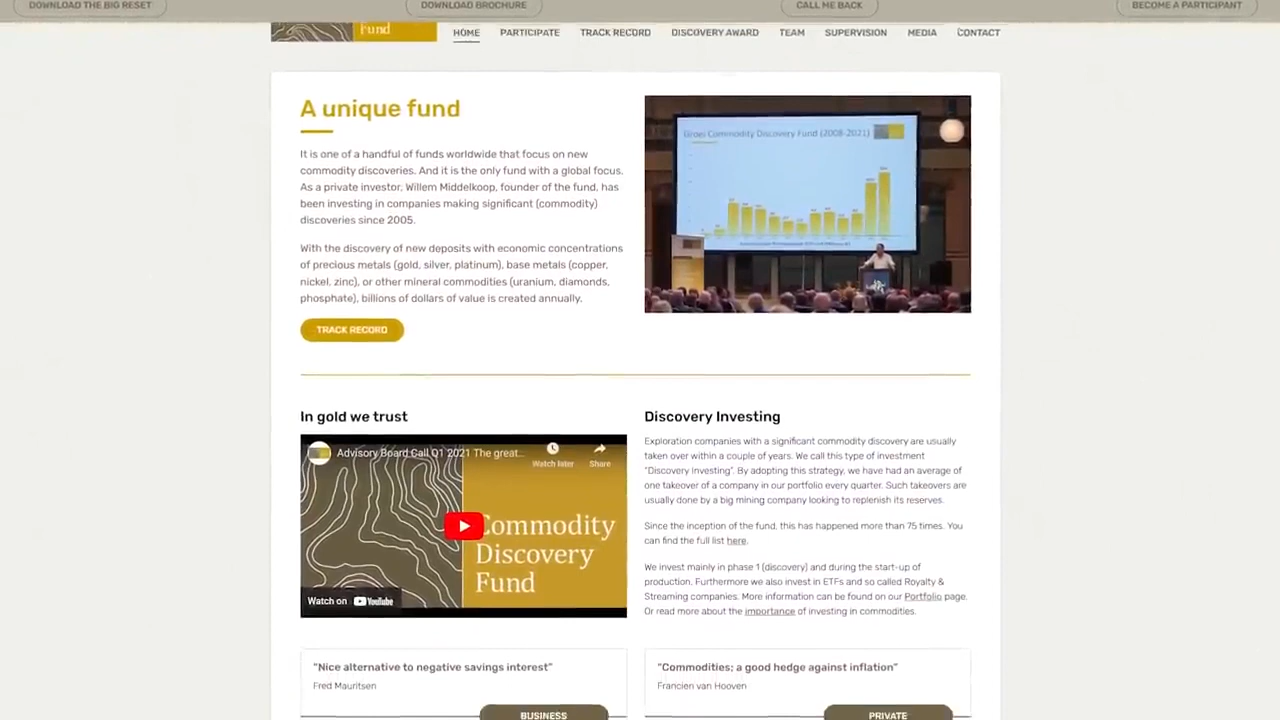 DOWNLOAD THE BIG RESET
DOWNLOAD BROCHURE
CALL ME BACK
BECOME A PARTICIPANT
Fund
HOME
PARTICIPATE
TRACK RECORD
DISCOVERY AWARD
TEAM
SUPERVISION
MEDIA
CONTACT
A unique fund
It is one of a handful of funds worldwide that focus on new
commodity discoveries. And it is the only fund with a global focus.
As a private investor, Willem Middelkoop, founder of the fund, has
been investing in companies making significant (commodity)
discoveries since 2005.
With the discovery of new deposits with economic concentrations
of precious metals (gold, silver, platinum), base metals (copper,
nickel, zinc), or other mineral commodities (uranium, diamonds,
phosphate), billions of dollars of value is created annually.
TRACK RECORD
Commodity Discovery Fund (2008-2021)
In gold we trust
Advisory Board Call Q1 2021 The great...
Watch later
Share
Commodity
Discovery
Fund
Watch on YouTube
Discovery Investing
Exploration companies with a significant commodity discovery are usually
taken over within a couple of years. We call this type of investment
"Discovery Investing". By adopting this strategy, we have had an average of
one takeover of a company in our portfolio every quarter. Such takeovers are
usually done by a big mining company looking to replenish its reserves.
Since the inception of the fund, this has happened more than 75 times. You
can find the full list here.
We invest mainly in phase 1 (discovery) and during the start-up of
production. Furthermore we also invest in ETFs and so called Royalty &
Streaming companies. More information can be found on our Portfolio page.
Or read more about the importance of investing in commodities.
"Nice alternative to negative savings interest"
Fred Mauritsen
BUSINESS
"Commodities; a good hedge against inflation"
Francien van Hooven
PRIVATE